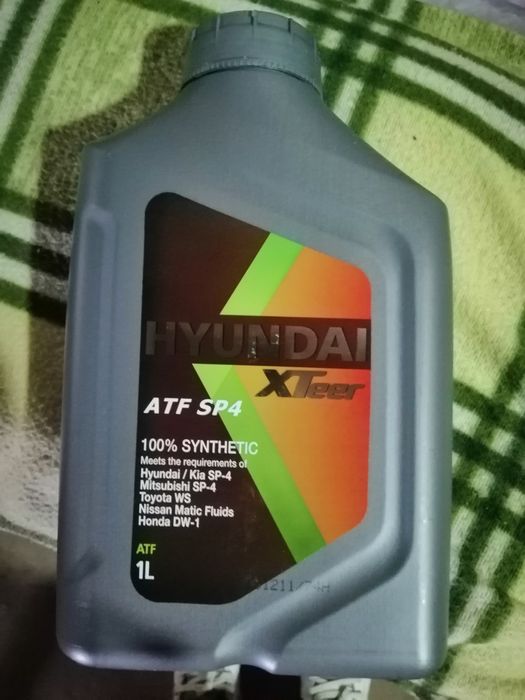 HYUNDAI
XTeer
ATF SP4
100% SYNTHETIC
Meets the requirements of
Hyundai / Kia SP-4
Mitsubishi SP-4
Toyota WS
Nissan Matic Fluids
Honda DW-1
ATF
1L